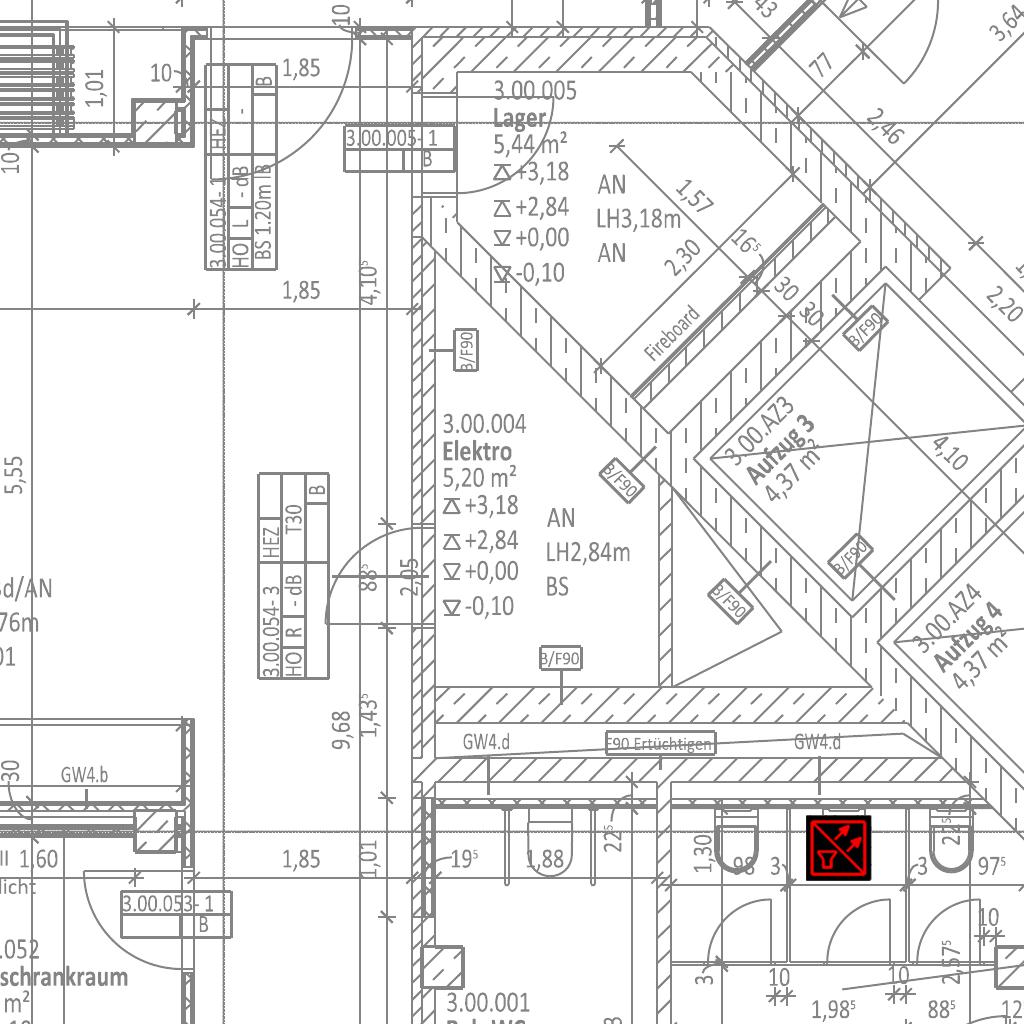 10
43
3,64
77
2,46
1,01
10
1,85
10
3.00.054- 1
HEZ
-
B
HO
L
- dB
BS 1.20m B
3.00.005- 1
B
3.00.005
Lager
5,44 m²
+3,18
+2,84
+0,00
-0,10
AN
LH3,18m
AN
1,57
2,30
16⁵
30
30
Fireboard
2,20
1,85
4,10⁵
B/F90
B/F90
3.00.004
Elektro
5,20 m²
+3,18
+2,84
+0,00
-0,10
AN
LH2,84m
BS
B/F90
3.00.AZ3
Aufzug 3
4,37 m²
4,10
5,55
3.00.054- 3
HEZ
T30
B
HO
R
- dB
88⁵
2,05
B/F90
B/F90
3.00.AZ4
Aufzug 4
4,37 m²
d/AN
76m
01
B/F90
9,68
1,43⁵
GW4.d
F90 Ertüchtigen
GW4.d
30
GW4.b
1,60
licht
1,85
1,01
19⁵
1,88
22⁵
1,30
98
3
3
22⁵
97⁵
3.00.053- 1
B
.052
schrankraum
m²
3.00.001
3
10
1,98⁵
10
88⁵
2,57⁵
10
12